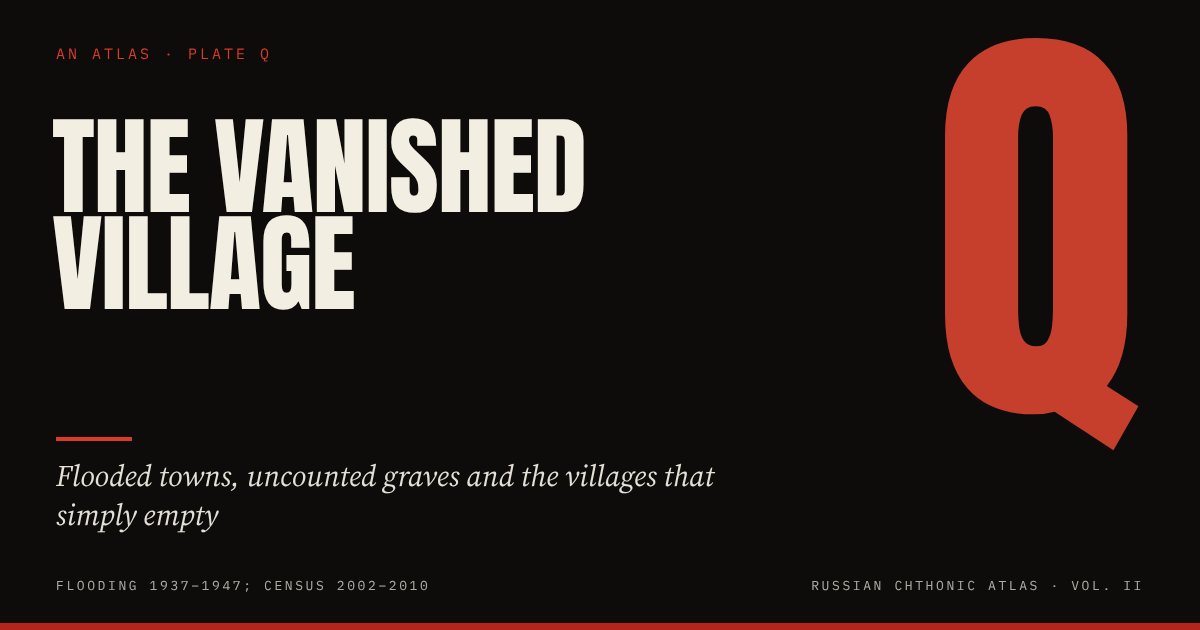 AN ATLAS · PLATE Q
Q
THE VANISHED
VILLAGE
Flooded towns, uncounted graves and the villages that
simply empty
FLOODING 1937–1947; CENSUS 2002–2010
RUSSIAN CHTHONIC ATLAS · VOL. II